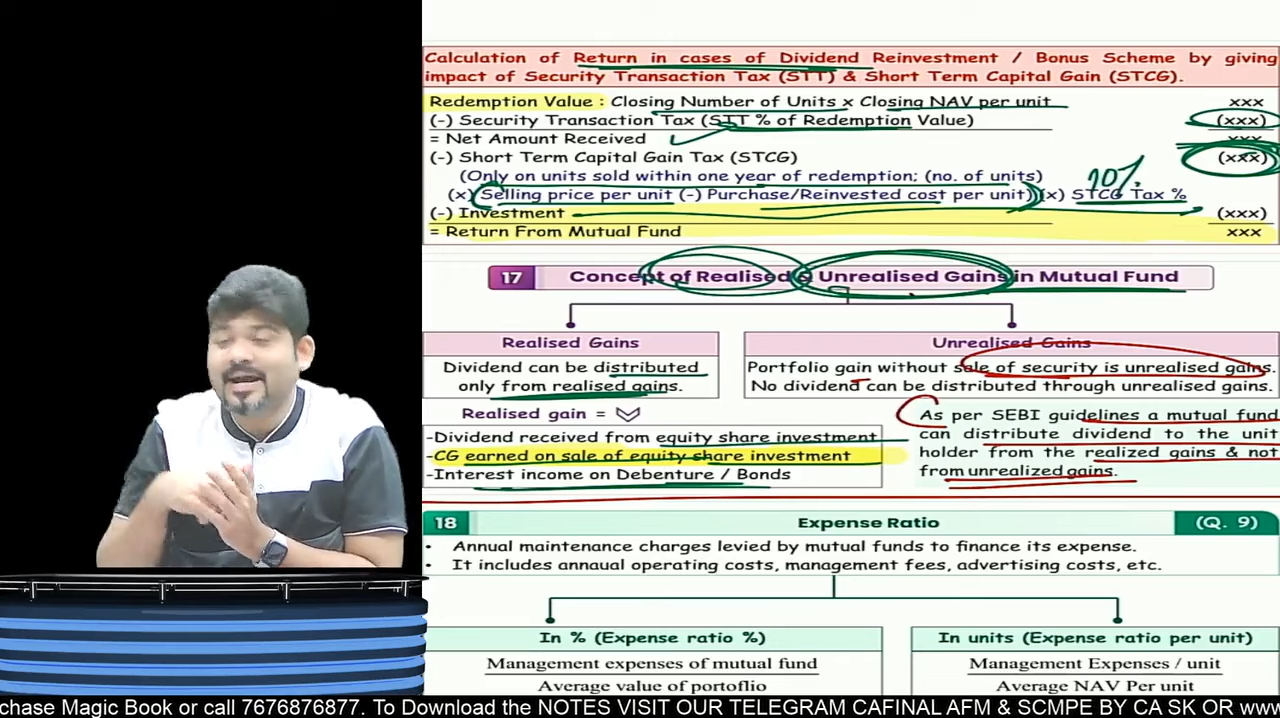 Calculation of Return in cases of Dividend Reinvestment / Bonus Scheme by giving
impact of Security Transaction Tax (STT) & Short Term Capital Gain (STCG).
Redemption Value : Closing Number of Units x Closing NAV per unit xxx
(-) Security Transaction Tax (STT % of Redemption Value) (xxx)
= Net Amount Received xxx
(-) Short Term Capital Gain Tax (STCG) (xxx)
(Only on units sold within one year of redemption; (no. of units)
10%
(x) Selling price per unit (-) Purchase/Reinvested cost per unit) (x) STCG Tax %
(-) Investment (xxx)
= Return From Mutual Fund xxx
17 Concept of Realised & Unrealised Gains in Mutual Fund
Realised Gains
Dividend can be distributed
only from realised gains.
Realised gain =
-Dividend received from equity share investment
-CG earned on sale of equity share investment
-Interest income on Debenture / Bonds
Unrealised Gains
Portfolio gain without sale of security is unrealised gains.
No dividend can be distributed through unrealised gains.
As per SEBI guidelines a mutual fund
can distribute dividend to the unit
holder from the realized gains & not
from unrealized gains.
18 Expense Ratio (Q. 9)
• Annual maintenance charges levied by mutual funds to finance its expense.
• It includes annaual operating costs, management fees, advertising costs, etc.
In % (Expense ratio %)
Management expenses of mutual fund
Average value of portoflio
In units (Expense ratio per unit)
Management Expenses / unit
Average NAV Per unit
chase Magic Book or call 7676876877. To Download the NOTES VISIT OUR TELEGRAM CAFINAL AFM & SCMPE BY CA SK OR www